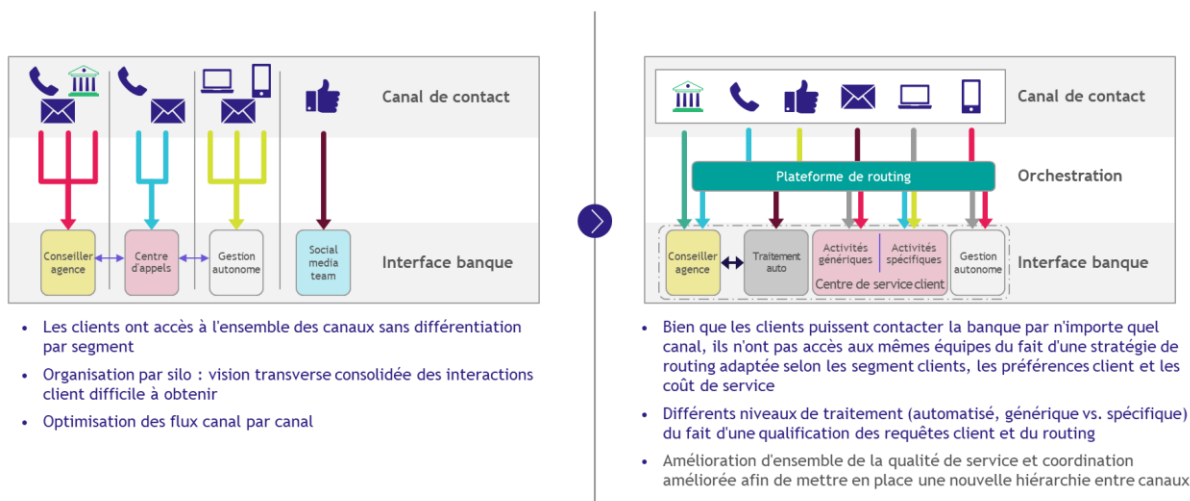 Canal de contact
Interface banque
Conseiller
agence
Centre
d'appels
Gestion
autonome
Social
media
team
• Les clients ont accès à l'ensemble des canaux sans différentiation
par segment
• Organisation par silo : vision transverse consolidée des interactions
client difficile à obtenir
• Optimisation des flux canal par canal
Canal de contact
Plateforme de routing
Orchestration
Conseiller
agence
Traitement
auto
Activités
génériques
Activités
spécifiques
Centre de service client
Gestion
autonome
Interface banque
• Bien que les clients puissent contacter la banque par n'importe quel
canal, ils n'ont pas accès aux mêmes équipes du fait d'une stratégie de
routing adaptée selon les segment clients, les préférences client et les
coût de service
• Différents niveaux de traitement (automatisé, générique vs. spécifique)
du fait d'une qualification des requêtes client et du routing
• Amélioration d'ensemble de la qualité de service et coordination
améliorée afin de mettre en place une nouvelle hiérarchie entre canaux